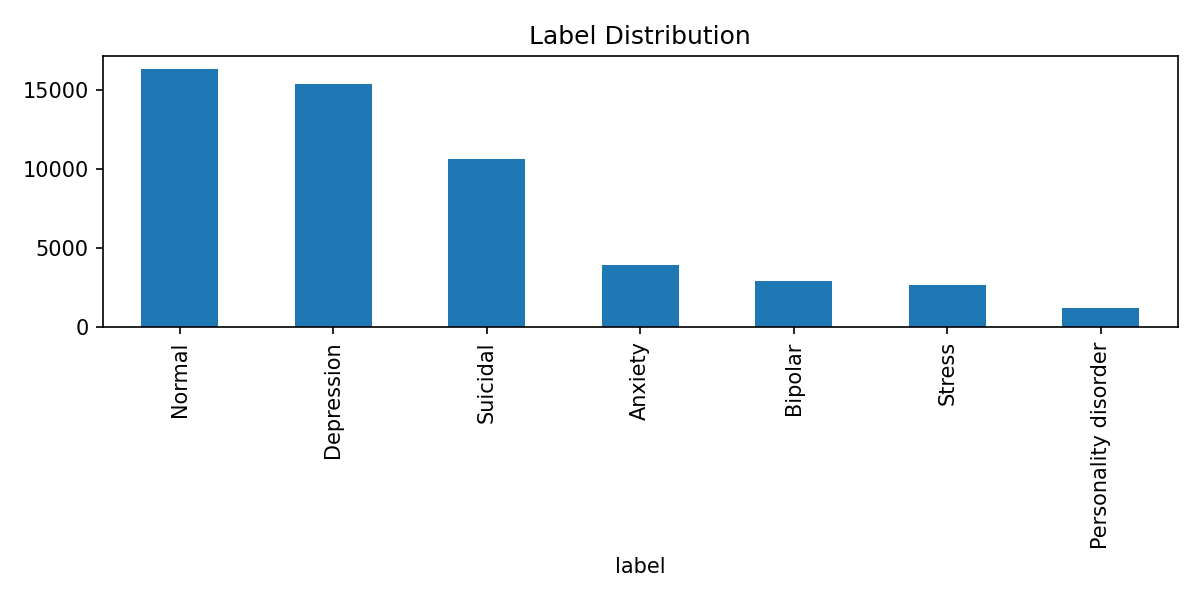 Label Distribution
15000
10000
5000
0
Normal
Depression
Suicidal
Anxiety
Bipolar
Stress
Personality disorder
label